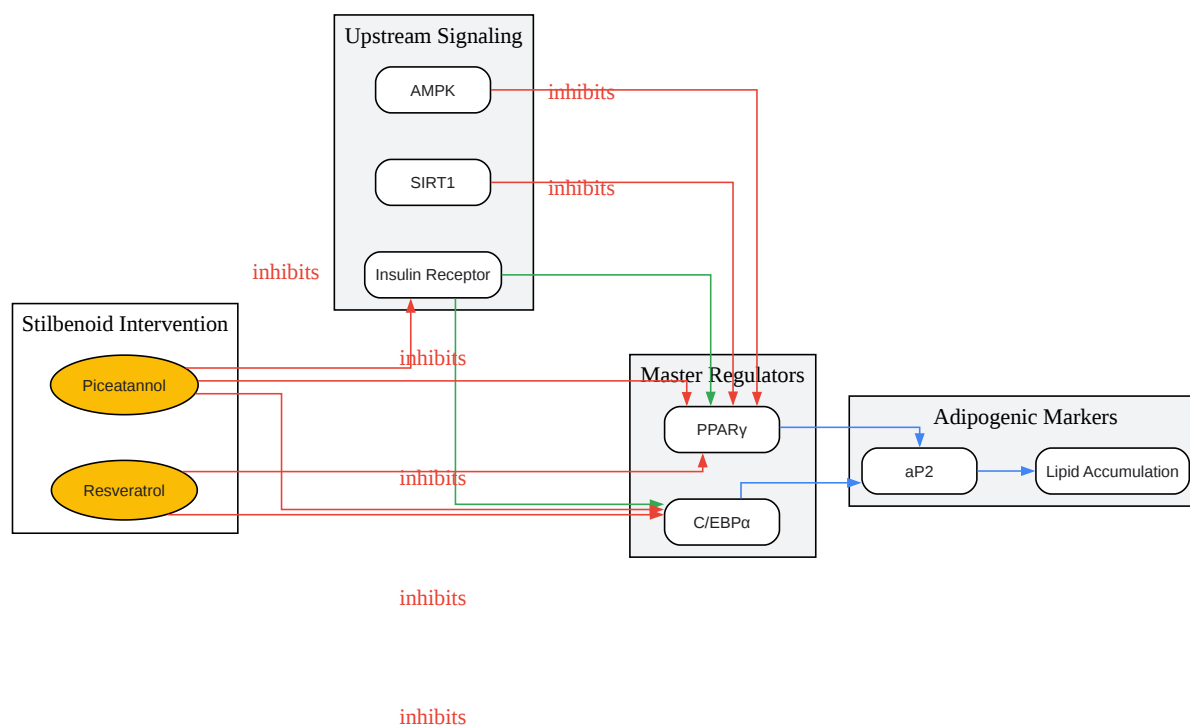 Upstream Signaling
AMPK
inhibits
SIRT1
inhibits
inhibits
Insulin Receptor
Stilbenoid Intervention
inhibits
Piceatannol
Master Regulators
Adipogenic Markers
PPARγ
Resveratrol
inhibits
aP2
Lipid Accumulation
C/EBPα
inhibits
inhibits